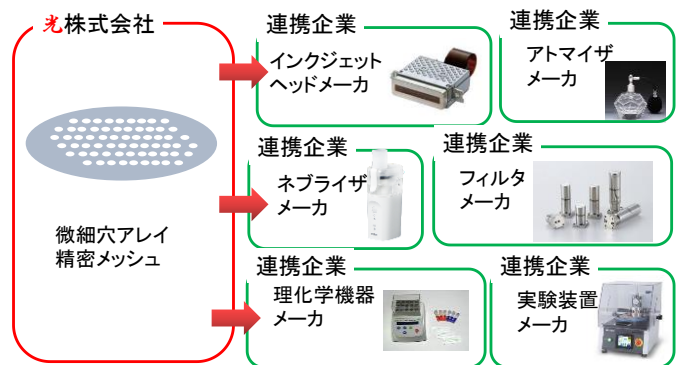 光株式会社
微細穴アレイ
精密メッシュ
連携企業
インクジェット
ヘッドメーカ
連携企業
アトマイザ
メーカ
連携企業
ネブライザ
メーカ
連携企業
フィルタ
メーカ
連携企業
理化学機器
メーカ
連携企業
実験装置
メーカ